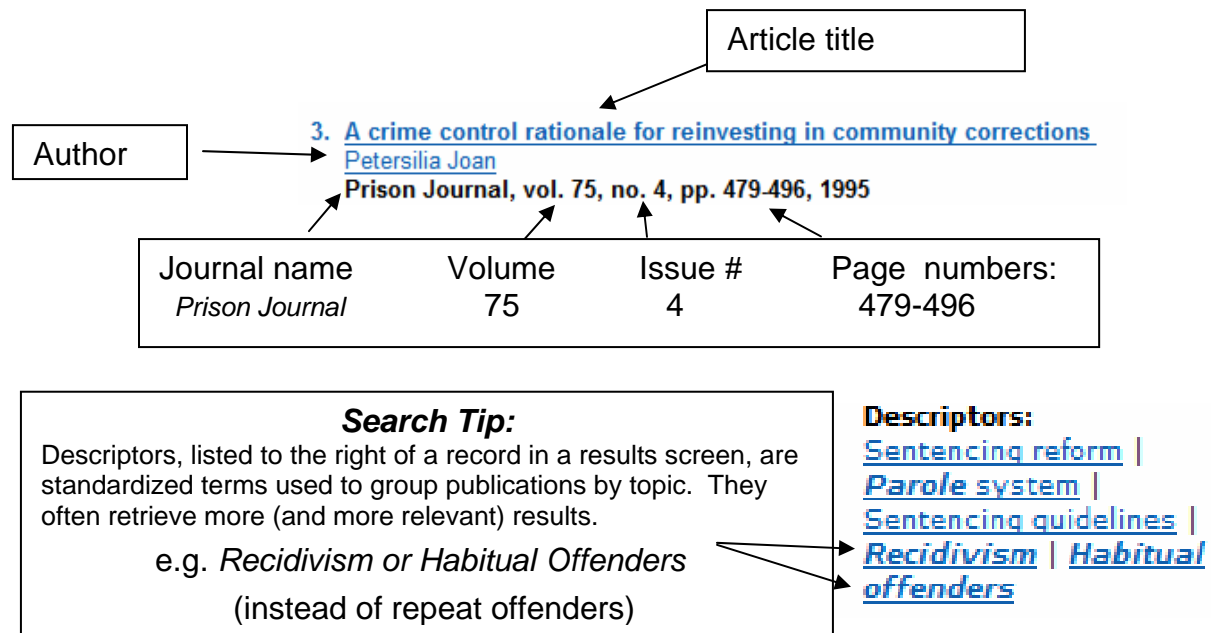 Article title
Author
3. A crime control rationale for reinvesting in community corrections
Petersilia Joan
Prison Journal, vol. 75, no. 4, pp. 479-496, 1995
Journal name Volume Issue # Page numbers:
Prison Journal 75 4 479-496
Search Tip:
Descriptors, listed to the right of a record in a results screen, are
standardized terms used to group publications by topic. They
often retrieve more (and more relevant) results.
e.g. Recidivism or Habitual Offenders
(instead of repeat offenders)
Descriptors:
Sentencing reform |
Parole system |
Sentencing guidelines |
Recidivism | Habitual
offenders